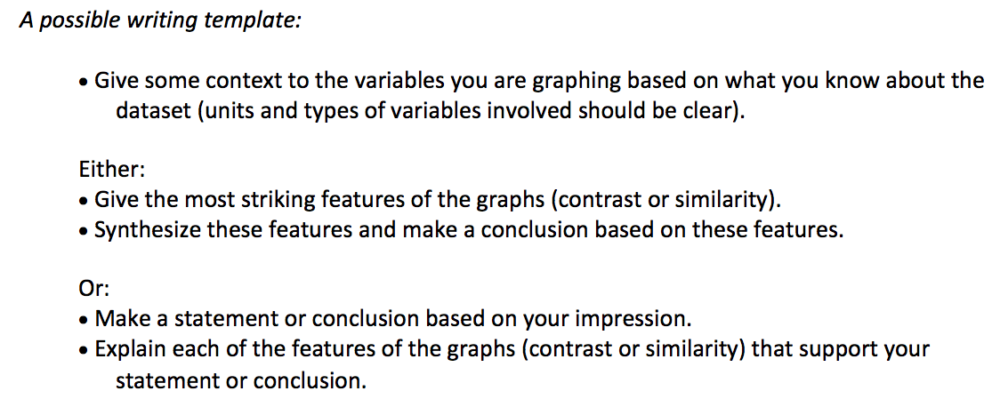 A possible writing template:
• Give some context to the variables you are graphing based on what you know about the
dataset (units and types of variables involved should be clear).
Either:
• Give the most striking features of the graphs (contrast or similarity).
• Synthesize these features and make a conclusion based on these features.
Or:
• Make a statement or conclusion based on your impression.
• Explain each of the features of the graphs (contrast or similarity) that support your
statement or conclusion.